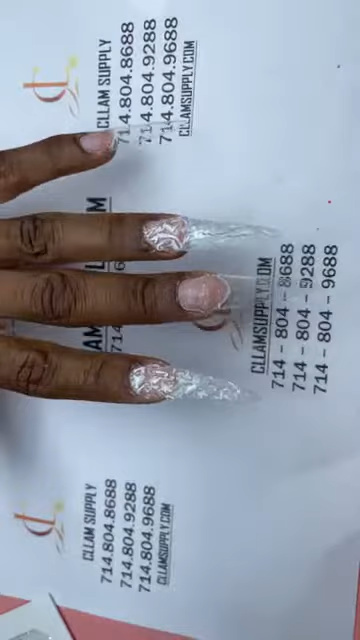 CLLAM SUPPLY
714.804.8688
714.804.9288
714.804.9688
CLLAMSUPPLY.COM
CLLAMSUPPLY.COM
714 - 804 - 8688
714 - 804 - 9288
714 - 804 - 9688
CLLAM SUPPLY
714.804.8688
714.804.9288
714.804.9688
CLLAMSUPPLY.COM